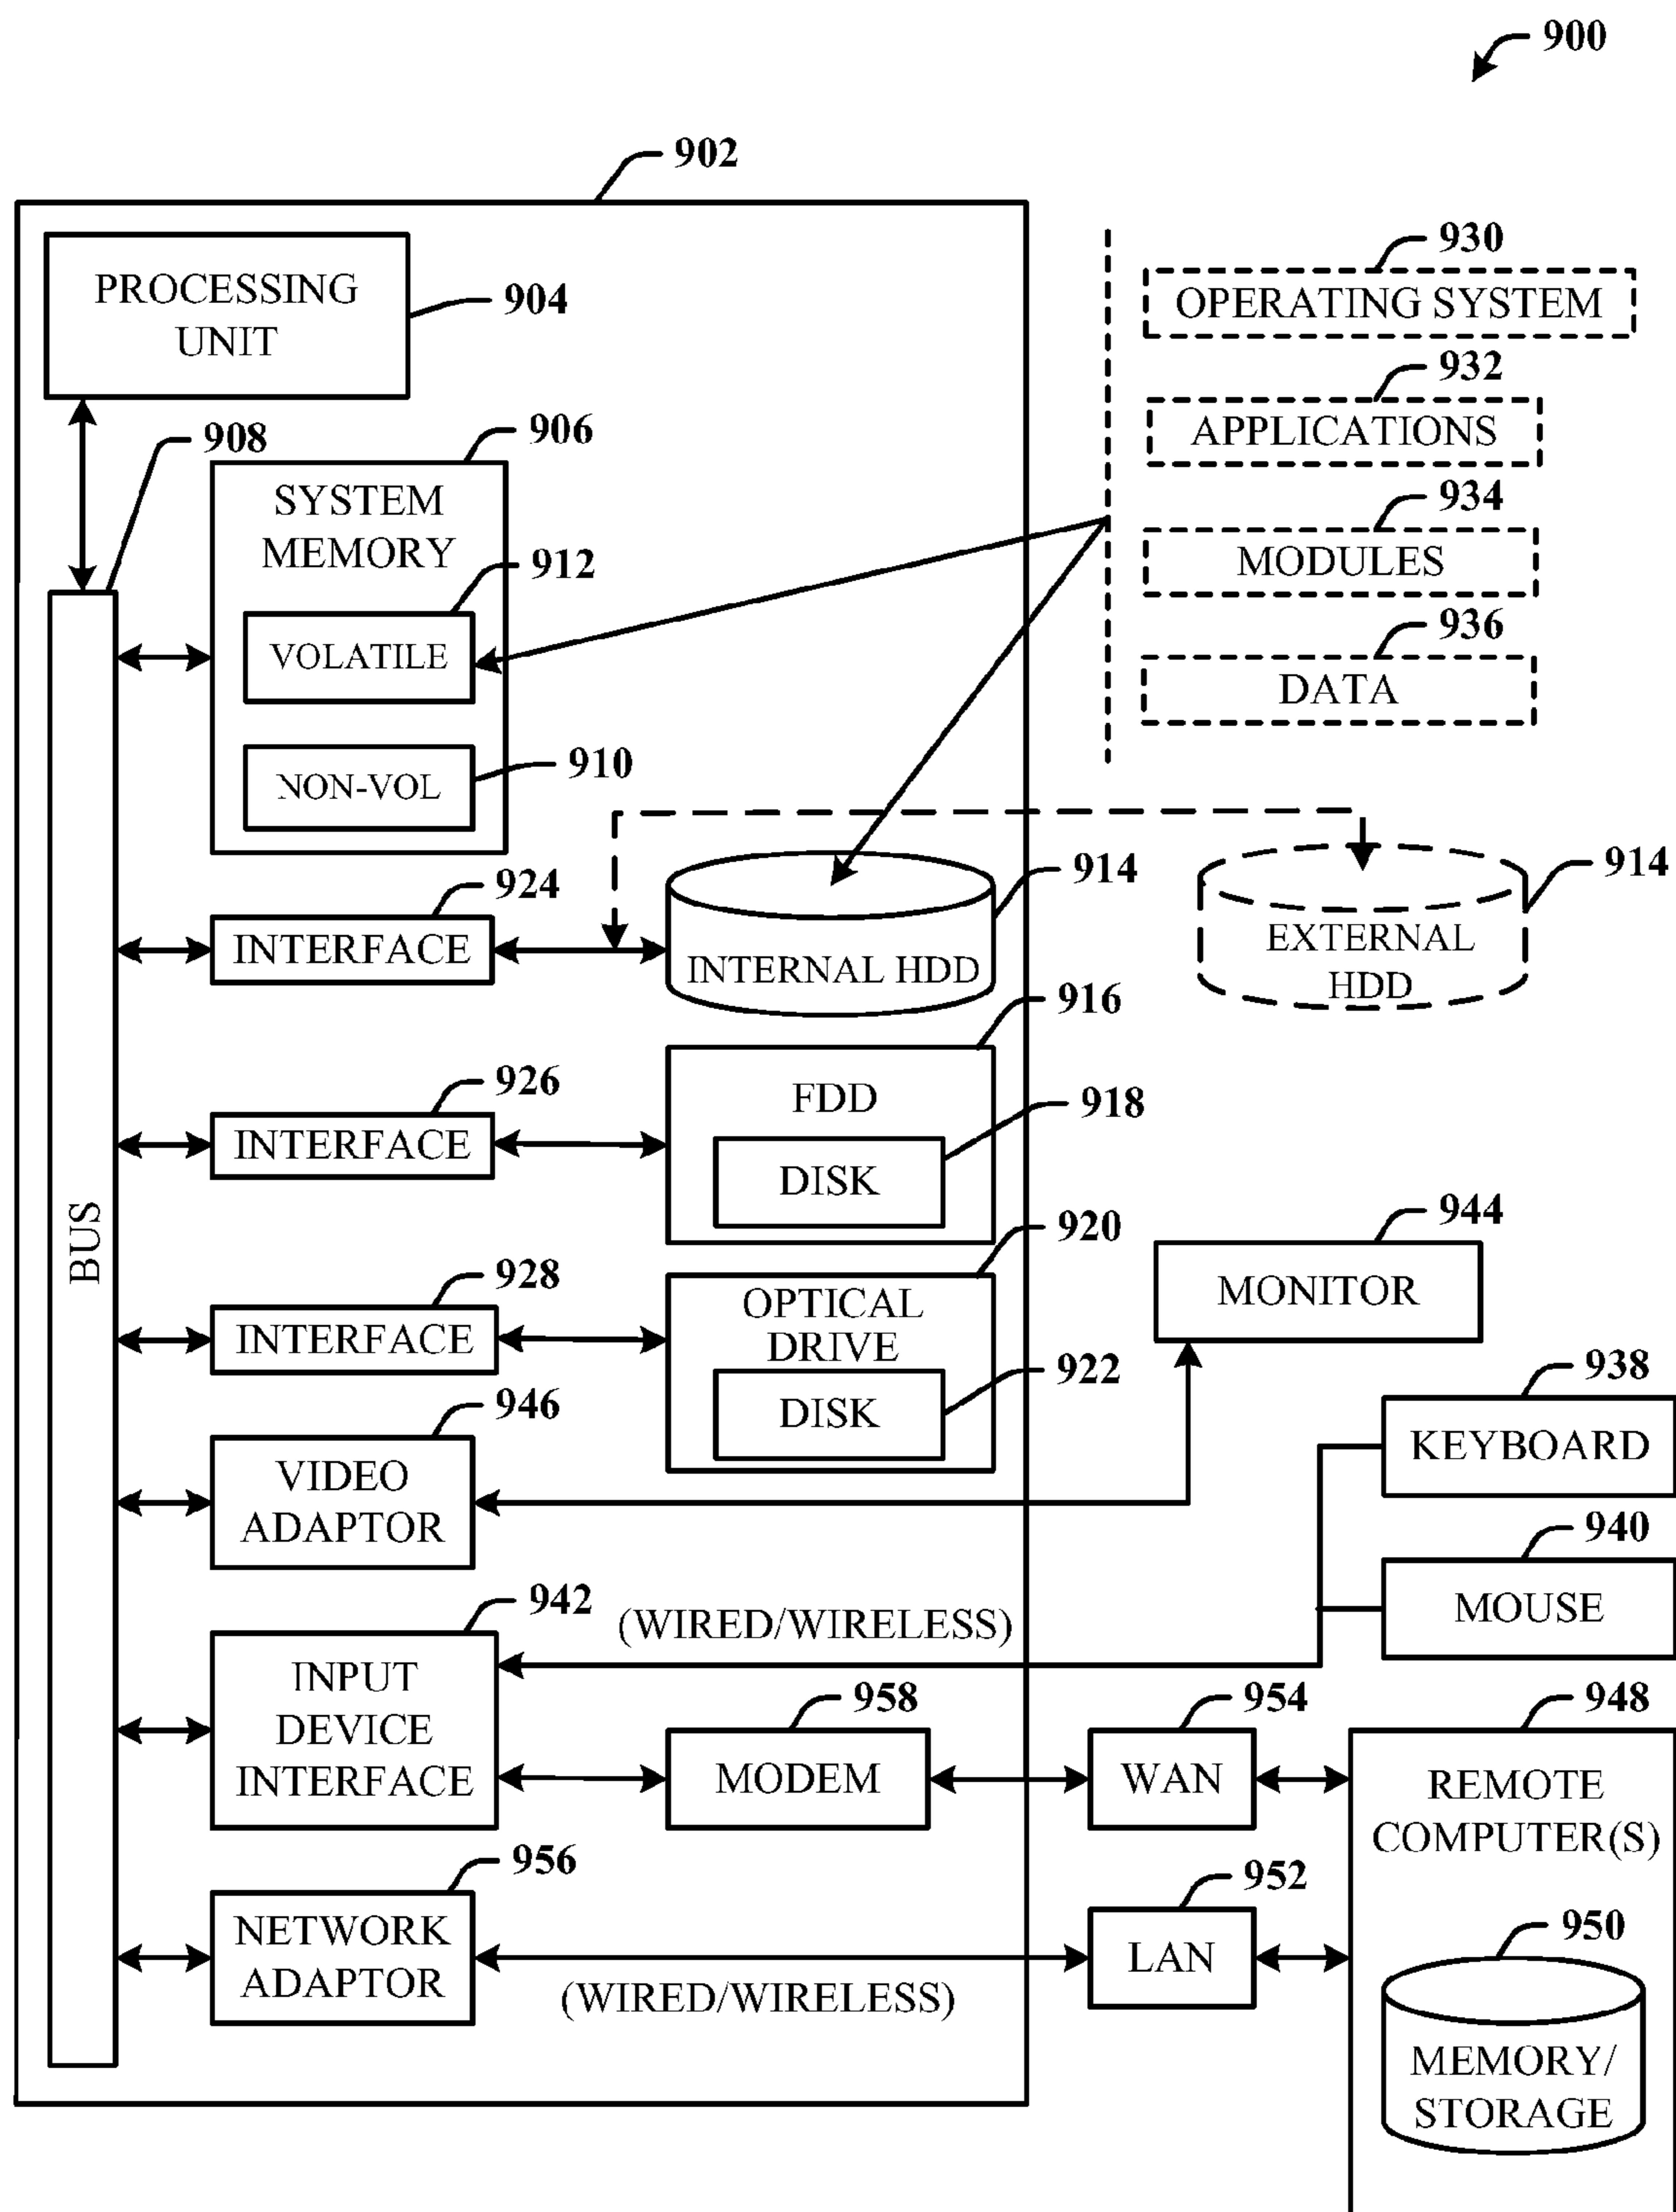 900
902
PROCESSING
UNIT
904
930
OPERATING SYSTEM
932
APPLICATIONS
934
MODULES
936
DATA
908
906
SYSTEM
MEMORY
912
VOLATILE
910
NON-VOL
924
INTERFACE
914
INTERNAL HDD
914
EXTERNAL
HDD
926
INTERFACE
916
FDD
918
DISK
BUS
928
INTERFACE
920
OPTICAL
DRIVE
922
DISK
944
MONITOR
946
VIDEO
ADAPTOR
938
KEYBOARD
940
MOUSE
942
INPUT
DEVICE
INTERFACE
(WIRED/WIRELESS)
958
MODEM
954
WAN
948
REMOTE
COMPUTER(S)
956
NETWORK
ADAPTOR
(WIRED/WIRELESS)
952
LAN
950
MEMORY/
STORAGE